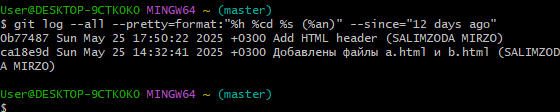 User@DESKTOP-9CTKOKO MINGW64 ~ (master)
$ git log --all --pretty=format:"%h %cd %s (%an)" --since="12 days ago"
0b77487 Sun May 25 17:50:22 2025 +0300 Add HTML header (SALIMZODA MIRZO)
ca18e9d Sun May 25 14:32:41 2025 +0300 Добавлены файлы a.html и b.html (SALIMZOD
A MIRZO)
User@DESKTOP-9CTKOKO MINGW64 ~ (master)
$